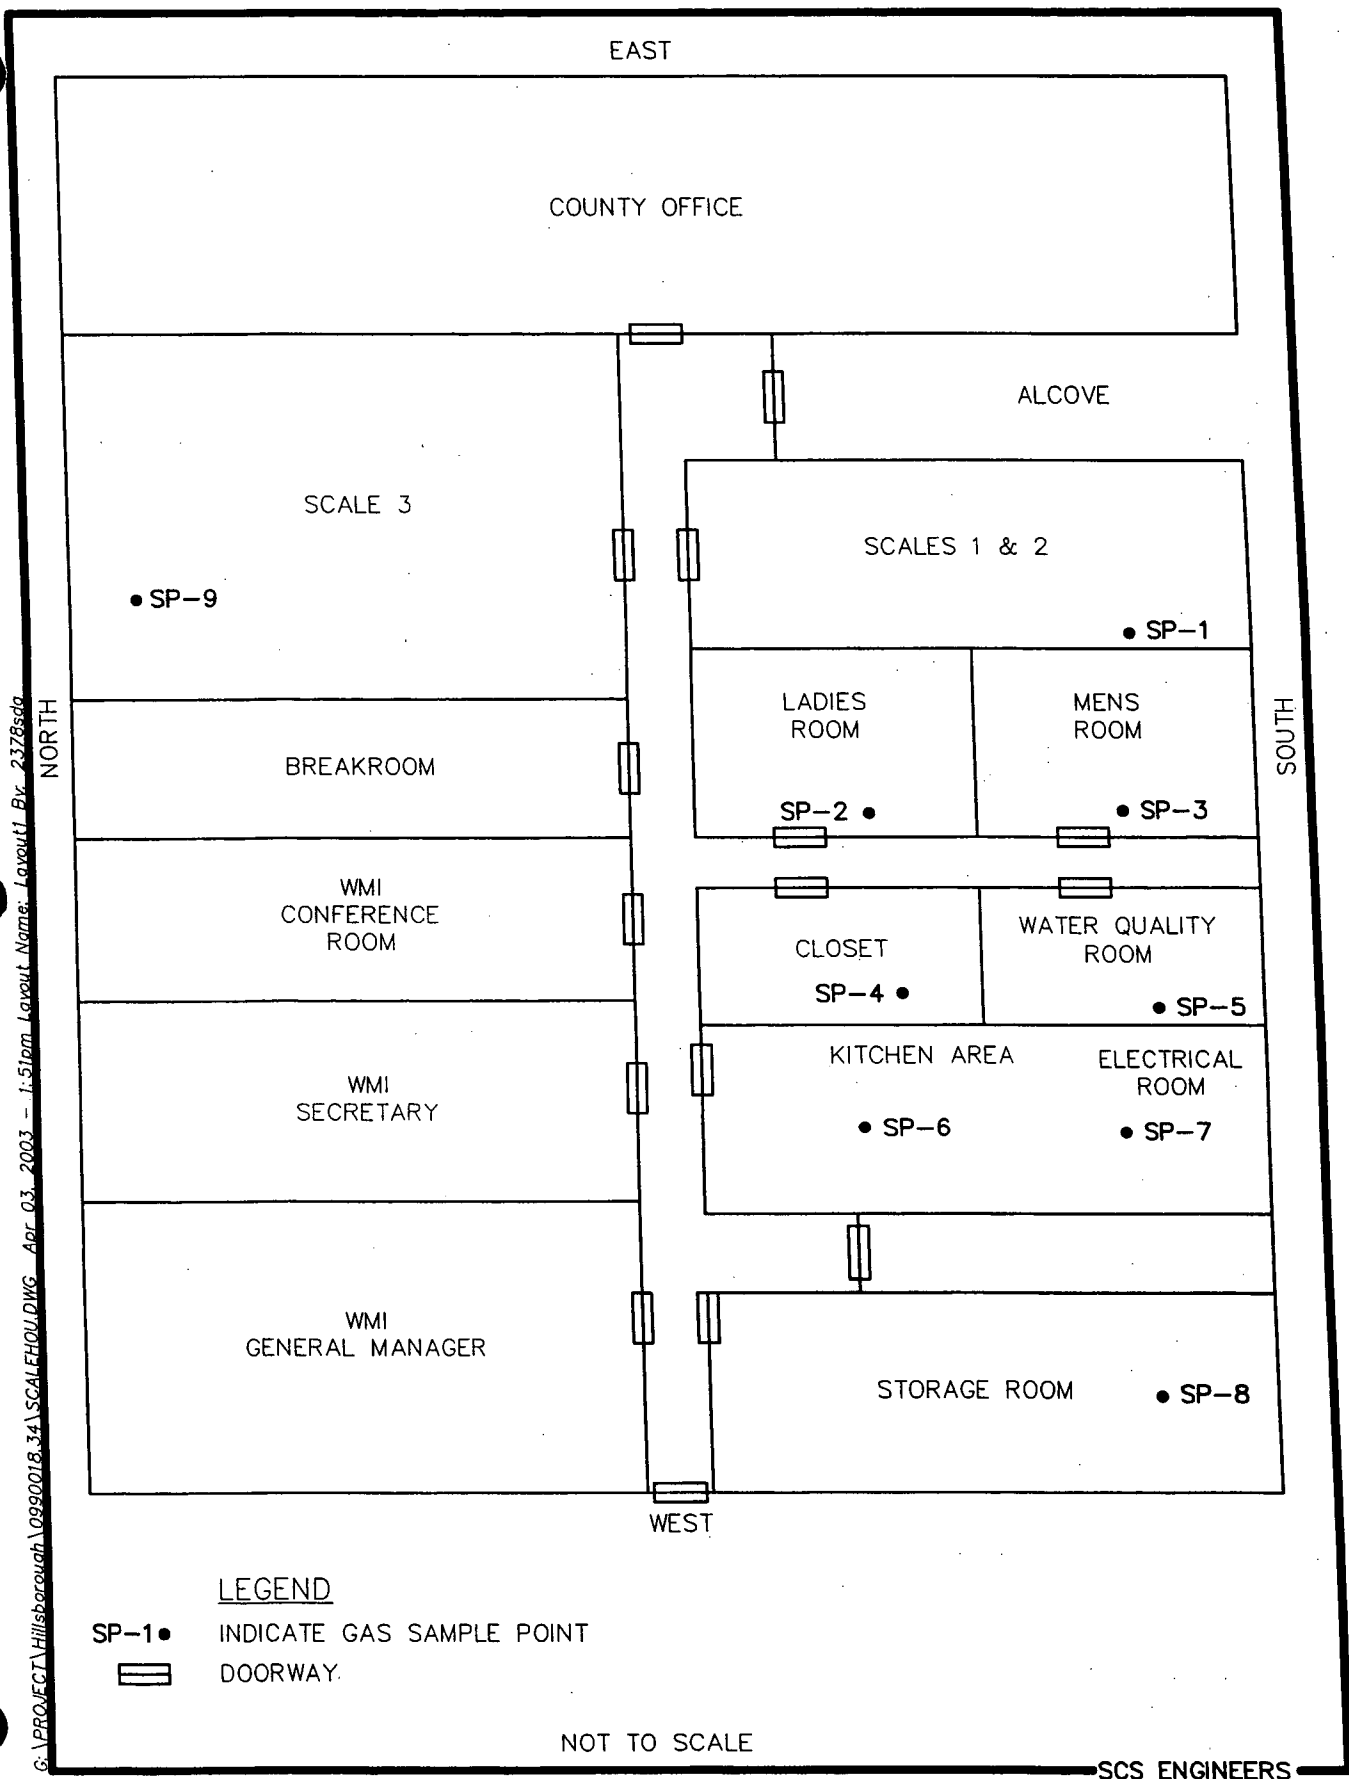 EAST
COUNTY OFFICE
ALCOVE
SCALE 3
SCALES 1 & 2
SP-9
SP-1
LADIES
ROOM
MENS
ROOM
NORTH
SOUTH
BREAKROOM
SP-2
SP-3
WMI
CONFERENCE
ROOM
CLOSET
WATER QUALITY
ROOM
SP-4
SP-5
KITCHEN AREA
ELECTRICAL
ROOM
WMI
SECRETARY
SP-6
SP-7
WMI
GENERAL MANAGER
STORAGE ROOM
SP-8
WEST
LEGEND
SP-1 INDICATE GAS SAMPLE POINT
DOORWAY
NOT TO SCALE
SCS ENGINEERS
G:\PROJECT\Hillsborough\0990018.34\SCALEHOU.DWG Apr 03, 2003 - 1:51pm Layout Name: Layout1 By: 2378sda